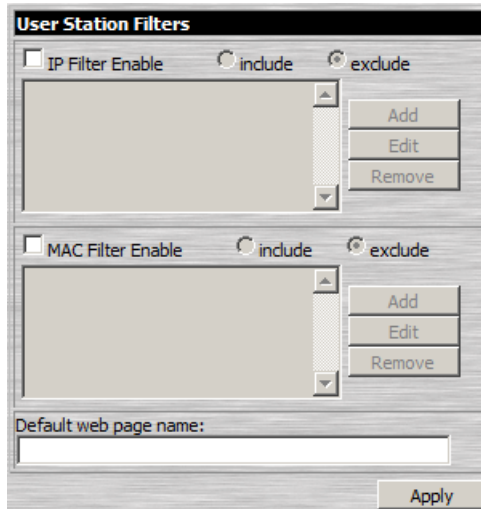 User Station Filters
IP Filter Enable include exclude
Add
Edit
Remove
MAC Filter Enable include exclude
Add
Edit
Remove
Default web page name:
Apply